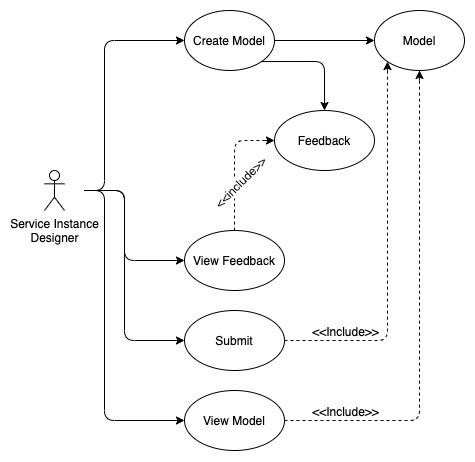 Create Model
Model
Feedback
<<include>>
Service Instance
Designer
View Feedback
Submit
<<Include>>
View Model
<<Include>>